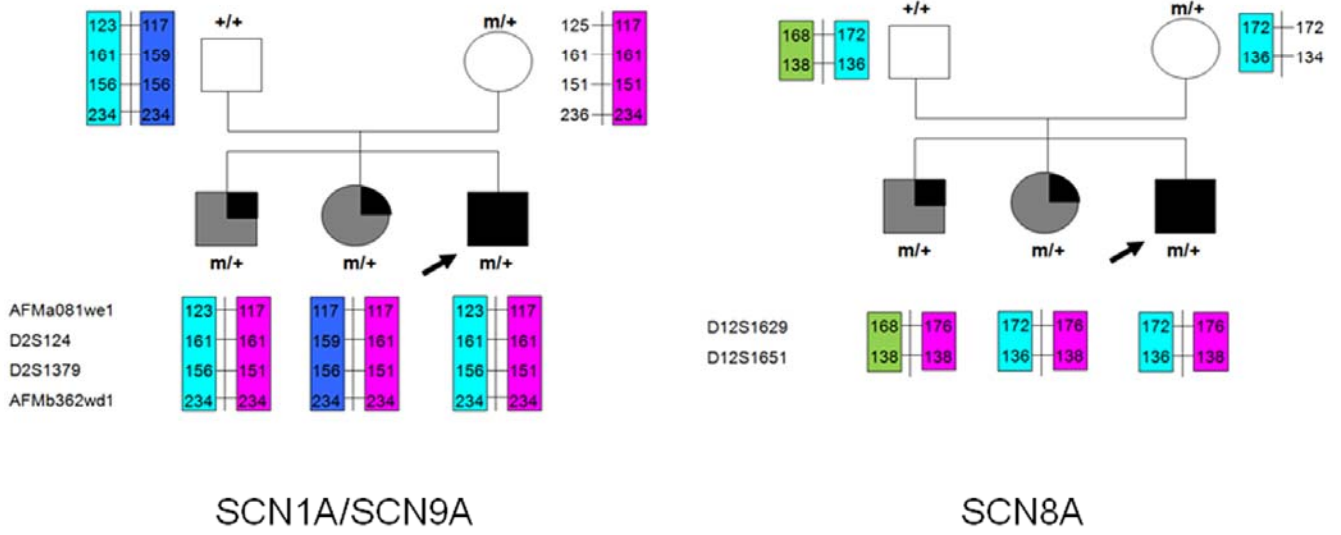 +/+ m/+ +/+ m/+
123 117 125 117 168 172 172 172
161 159 161 161 138 136 136 134
156 156 151 151
234 234 236 234
m/+ m/+ m/+ m/+ m/+ m/+
AFMa081we1 123 117 117 117 123 117 D12S1629 168 176 172 176 172 176
D2S124 161 161 159 161 161 161 D12S1651 138 138 136 138 136 138
D2S1379 156 151 156 151 156 151
AFMb362wd1 234 234 234 234 234 234
SCN1A/SCN9A SCN8A